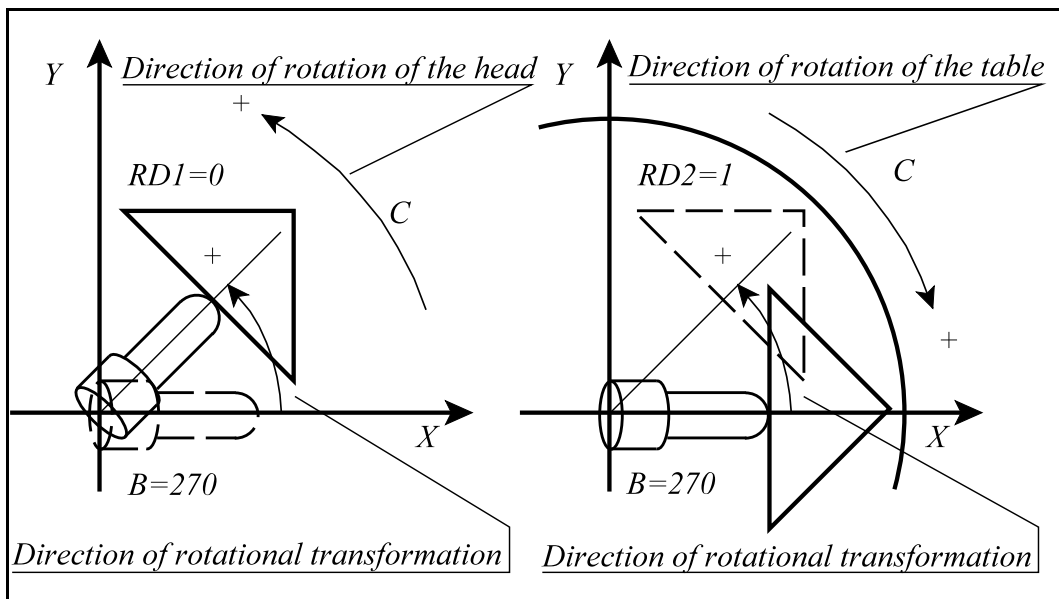 Y
Direction of rotation of the head
+
RD1=0
C
+
X
B=270
Direction of rotational transformation
Y
Direction of rotation of the table
RD2=1
C
+
+
X
B=270
Direction of rotational transformation